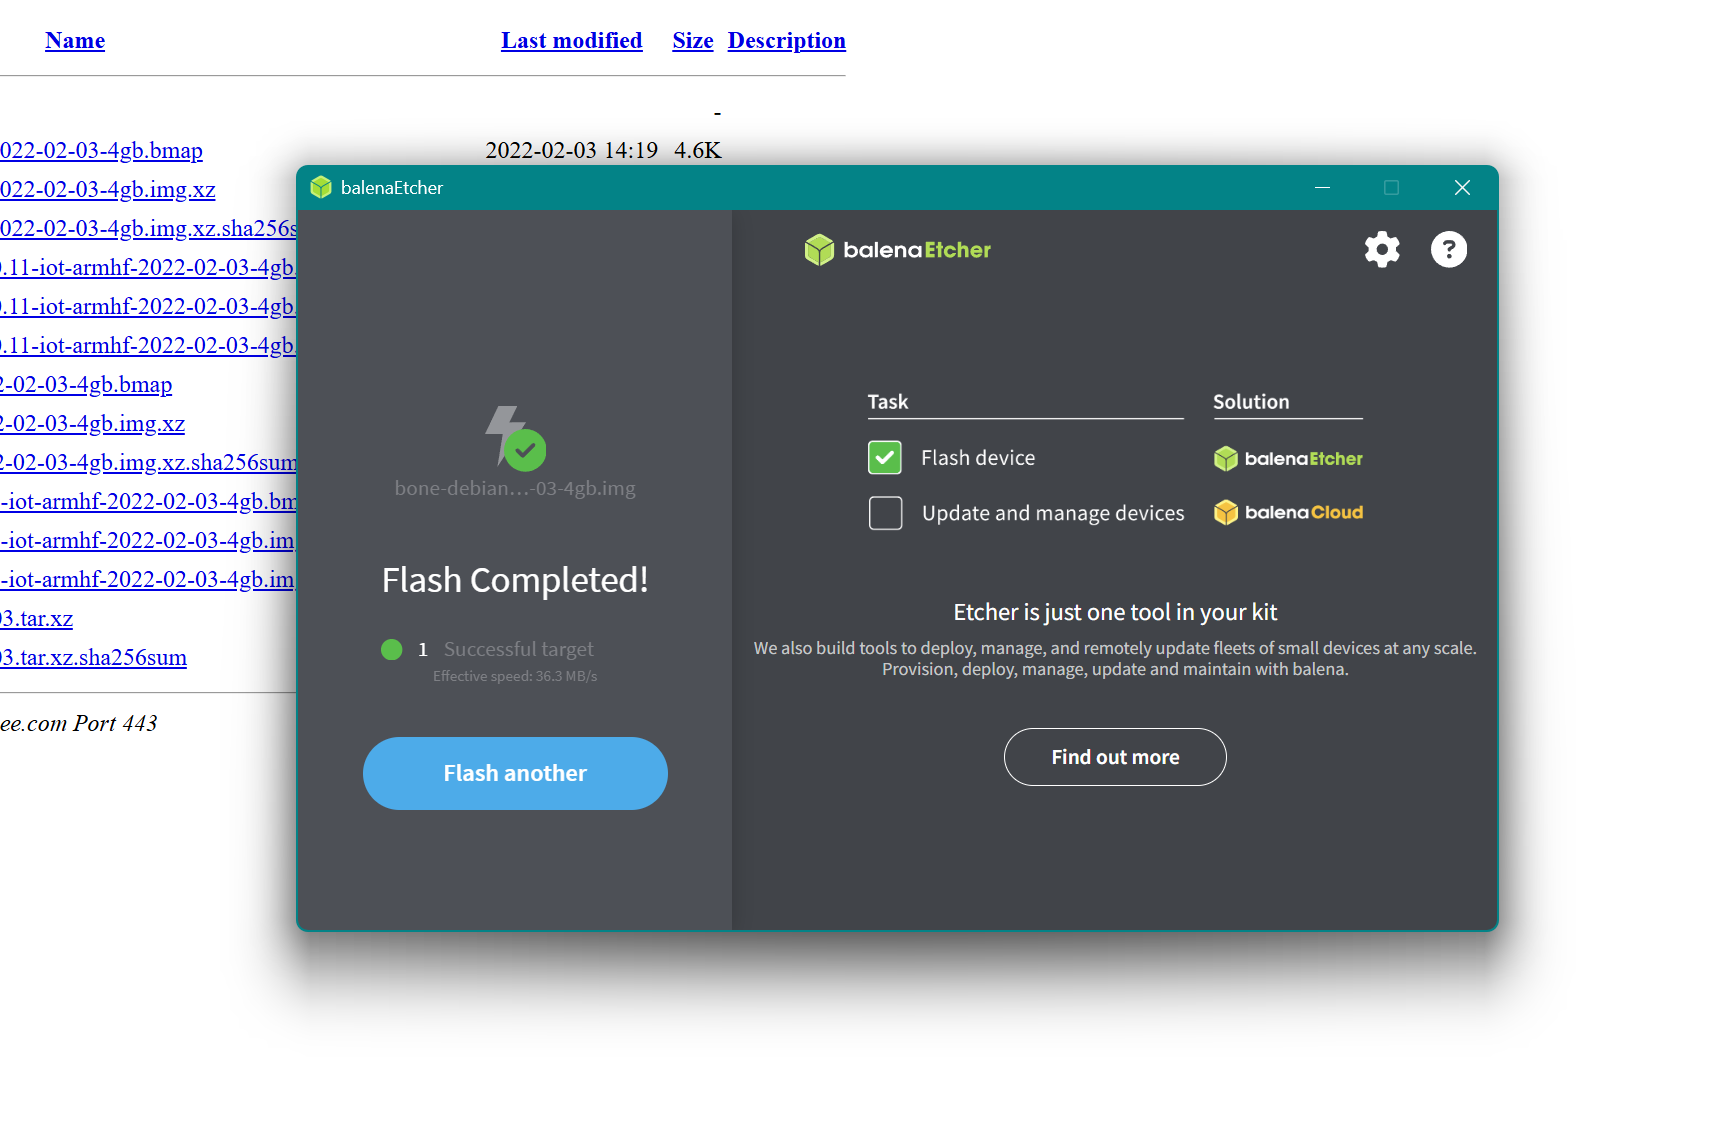 Name Last modified Size Description
-
022-02-03-4gb.bmap 2022-02-03 14:19 4.6K
022-02-03-4gb.img.xz
022-02-03-4gb.img.xz.sha256s
.11-iot-armhf-2022-02-03-4gb.
.11-iot-armhf-2022-02-03-4gb.
.11-iot-armhf-2022-02-03-4gb.
2-02-03-4gb.bmap
2-02-03-4gb.img.xz
2-02-03-4gb.img.xz.sha256sum
-iot-armhf-2022-02-03-4gb.bm
-iot-armhf-2022-02-03-4gb.im
-iot-armhf-2022-02-03-4gb.im
03.tar.xz
03.tar.xz.sha256sum
ee.com Port 443
balenaEtcher
bone-debian...-03-4gb.img
Flash Completed!
1 Successful target
Effective speed: 36.3 MB/s
Flash another
balenaEtcher
?
Task Solution
Flash device balenaEtcher
Update and manage devices balenaCloud
Etcher is just one tool in your kit
We also build tools to deploy, manage, and remotely update fleets of small devices at any scale.
Provision, deploy, manage, update and maintain with balena.
Find out more